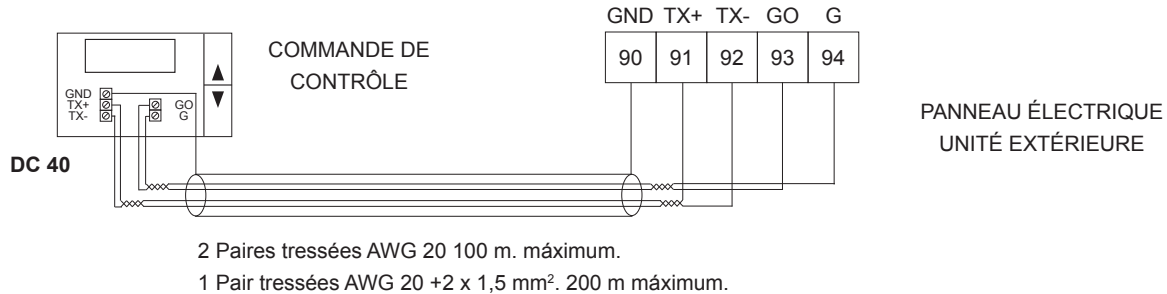 GND TX+ TX- GO G
90 91 92 93 94
COMMANDE DE
CONTRÔLE
GND
TX+
TX-
GO
G
PANNEAU ÉLECTRIQUE
UNITÉ EXTÉRIEURE
DC 40
2 Paires tressées AWG 20 100 m. máximum.
1 Pair tressées AWG 20 +2 x 1,5 mm². 200 m máximum.